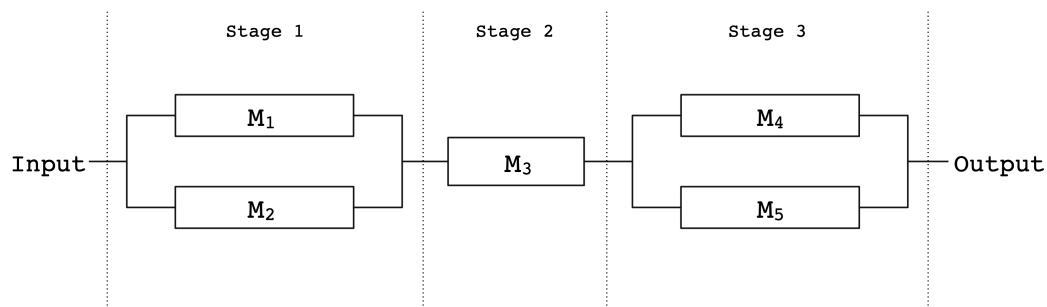 Stage 1
Stage 2
Stage 3
M₁
M₄
Input
M₃
Output
M₂
M₅